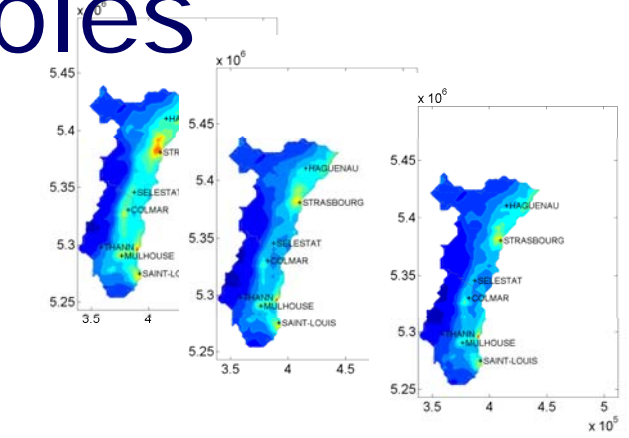 oles
5.45
5.4
5.35
5.3
5.25
3.5 4
STR
SELESTAT
COLMAR
THANN
MULHOUSE
SAINT-LO
x 10^6
5.45
5.4
5.35
5.3
5.25
3.5 4 4.5
HAGUENAU
STRASBOURG
SELESTAT
COLMAR
THANN
MULHOUSE
SAINT-LOUIS
x 10^6
5.45
5.4
5.35
5.3
5.25
3.5 4 4.5 5
x 10^5
HAGUENAU
STRASBOURG
SELESTAT
COLMAR
THANN
MULHOUSE
SAINT-LOUIS